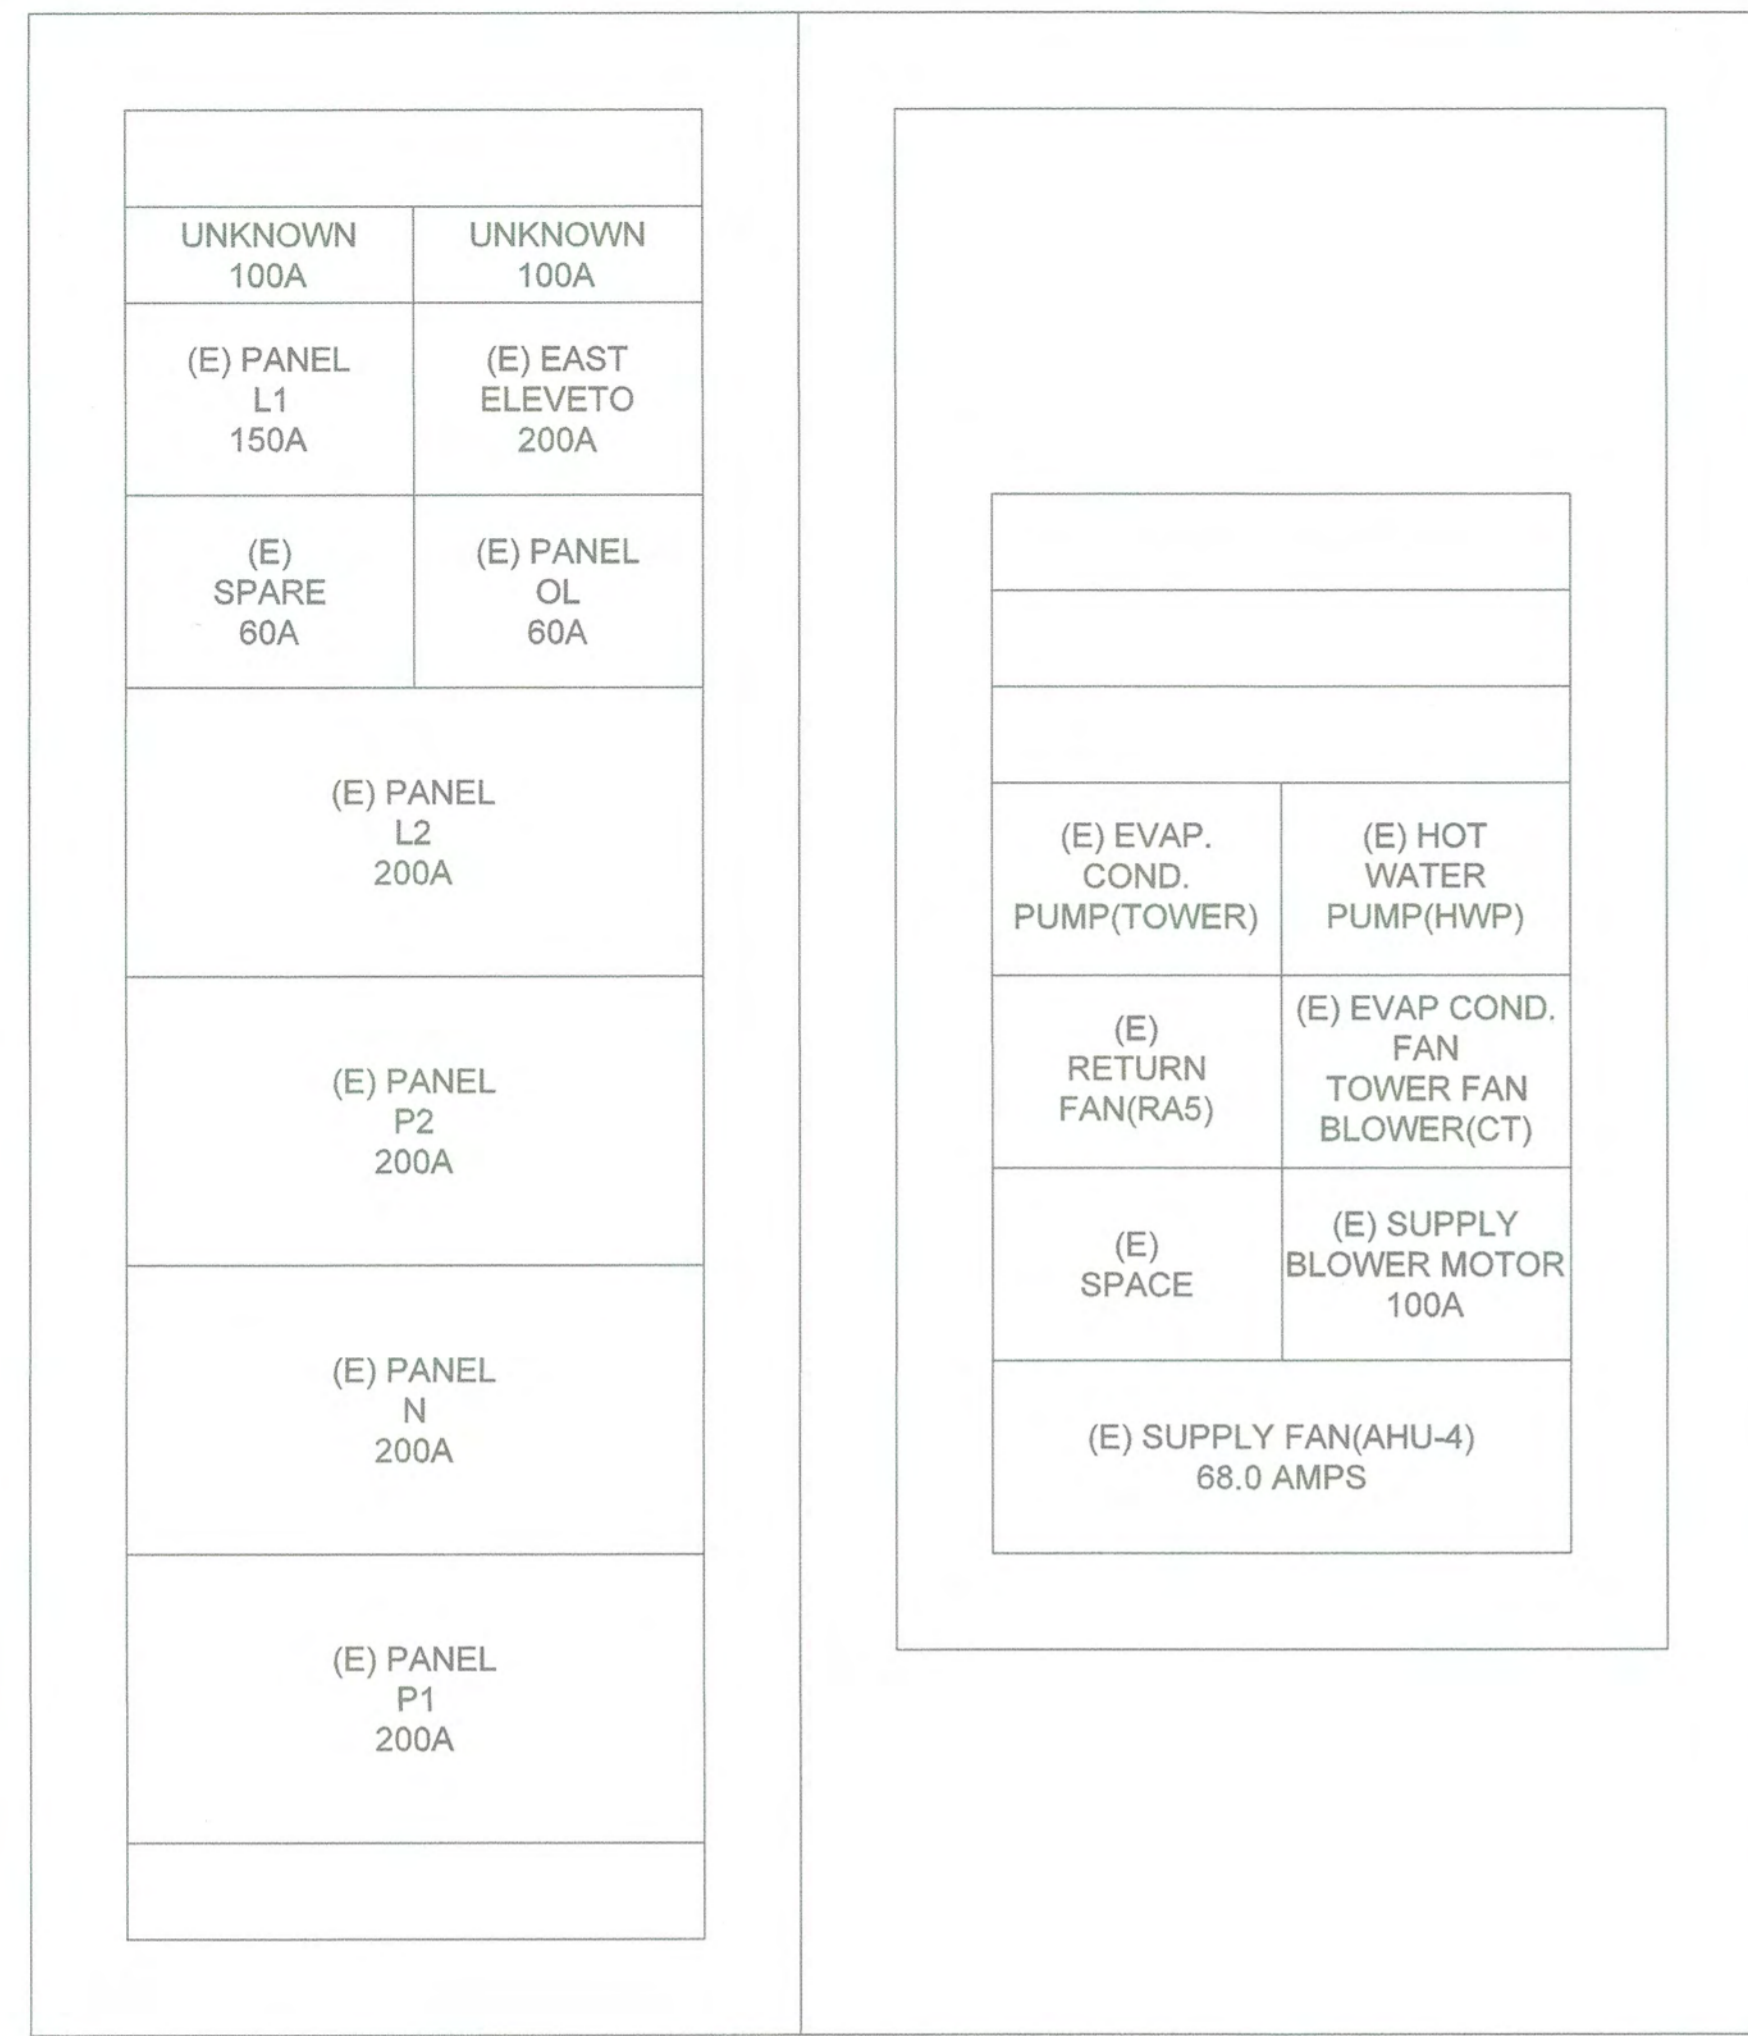 UNKNOWN
100A
UNKNOWN
100A
(E) PANEL
L1
150A
(E) EAST
ELEVETO
200A
(E)
SPARE
60A
(E) PANEL
OL
60A
(E) PANEL
L2
200A
(E) PANEL
P2
200A
(E) PANEL
N
200A
(E) PANEL
P1
200A
(E) EVAP.
COND.
PUMP(TOWER)
(E) HOT
WATER
PUMP(HWP)
(E)
RETURN
FAN(RA5)
(E) EVAP COND.
FAN
TOWER FAN
BLOWER(CT)
(E)
SPACE
(E) SUPPLY
BLOWER MOTOR
100A
(E) SUPPLY FAN(AHU-4)
68.0 AMPS